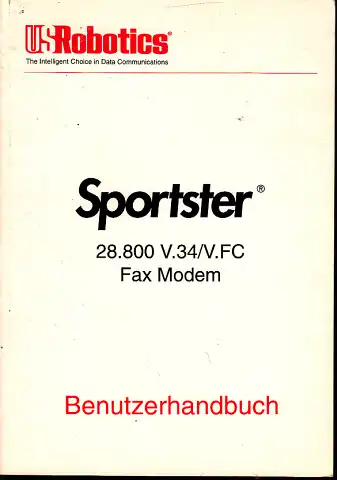 USRobotics®
The Intelligent Choice in Data Communications
Sportster®
28.800 V.34/V.FC
Fax Modem
Benutzerhandbuch